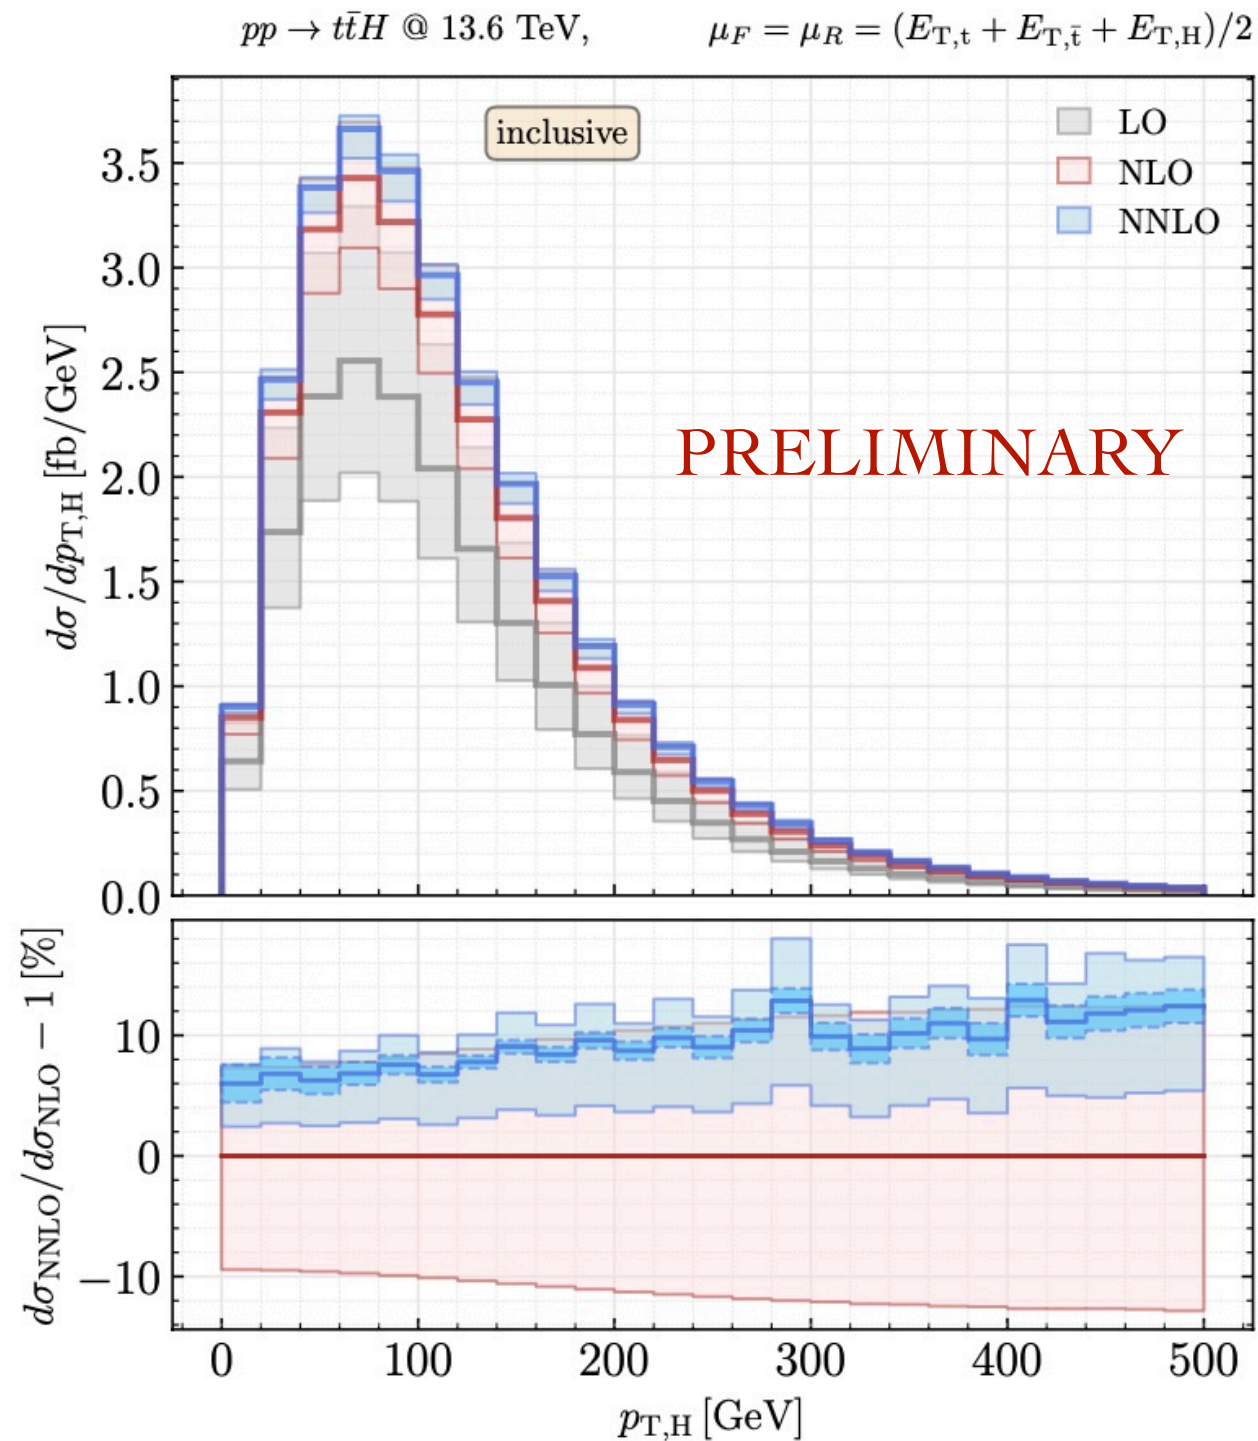 pp → tt̄H @ 13.6 TeV, μ_F = μ_R = (E_T,t + E_T,t̄ + E_T,H)/2
inclusive
LO
NLO
NNLO
PRELIMINARY
dσ/dp_T,H [fb/GeV]
3.5
3.0
2.5
2.0
1.5
1.0
0.5
0.0
dσ_NNLO/dσ_NLO − 1 [%]
10
0
−10
0 100 200 300 400 500
p_T,H [GeV]